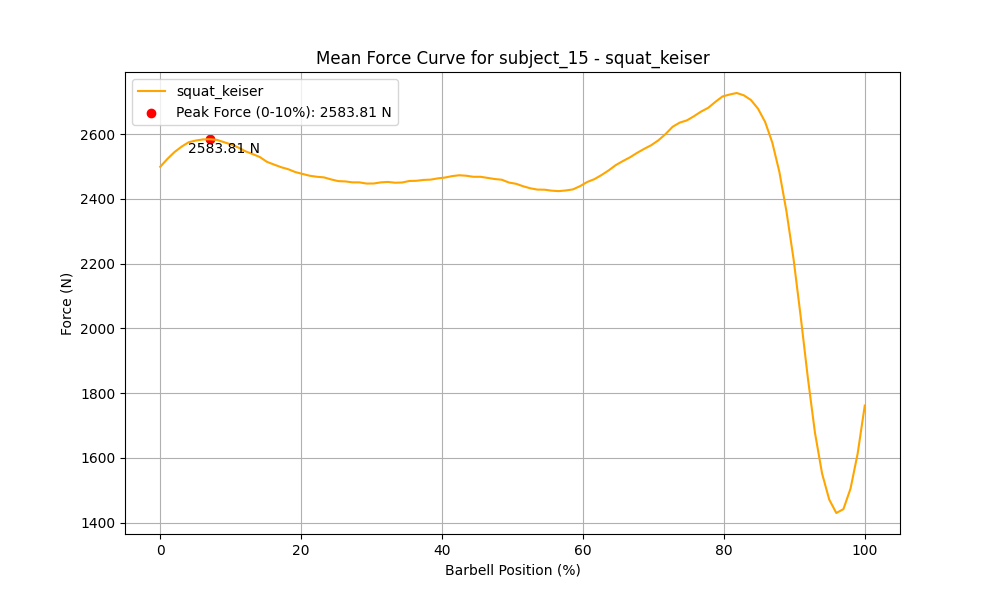 Mean Force Curve for subject_15 - squat_keiser
squat_keiser
Peak Force (0-10%): 2583.81 N
2583.81 N
Force (N)
2600
2400
2200
2000
1800
1600
1400
0 20 40 60 80 100
Barbell Position (%)